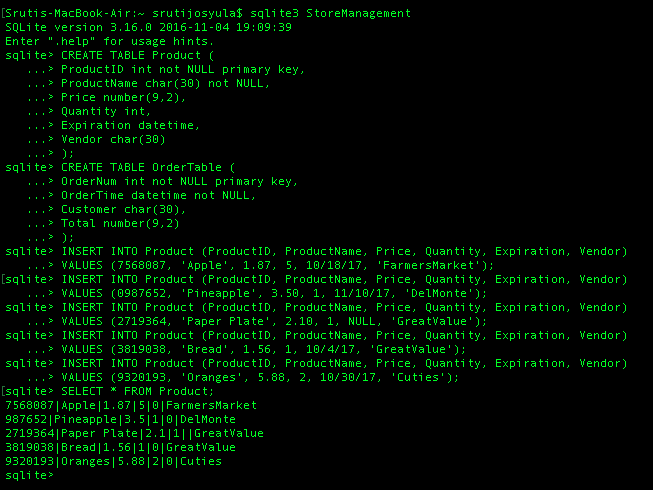 [Srutis-MacBook-Air:~ srutijosyula$ sqlite3 StoreManagement
SQLite version 3.16.0 2016-11-04 19:09:39
Enter ".help" for usage hints.
sqlite> CREATE TABLE Product (
   ...> ProductID int not NULL primary key,
   ...> ProductName char(30) not NULL,
   ...> Price number(9,2),
   ...> Quantity int,
   ...> Expiration datetime,
   ...> Vendor char(30)
   ...> );
sqlite> CREATE TABLE OrderTable (
   ...> OrderNum int not NULL primary key,
   ...> OrderTime datetime not NULL,
   ...> Customer char(30),
   ...> Total number(9,2)
   ...> );
sqlite> INSERT INTO Product (ProductID, ProductName, Price, Quantity, Expiration, Vendor)
   ...> VALUES (7568087, 'Apple', 1.87, 5, 10/18/17, 'FarmersMarket');
[sqlite> INSERT INTO Product (ProductID, ProductName, Price, Quantity, Expiration, Vendor)
   ...> VALUES (0987652, 'Pineapple', 3.50, 1, 11/10/17, 'DelMonte');
sqlite> INSERT INTO Product (ProductID, ProductName, Price, Quantity, Expiration, Vendor)
   ...> VALUES (2719364, 'Paper Plate', 2.10, 1, NULL, 'GreatValue');
sqlite> INSERT INTO Product (ProductID, ProductName, Price, Quantity, Expiration, Vendor)
   ...> VALUES (3819038, 'Bread', 1.56, 1, 10/4/17, 'GreatValue');
sqlite> INSERT INTO Product (ProductID, ProductName, Price, Quantity, Expiration, Vendor)
   ...> VALUES (9320193, 'Oranges', 5.88, 2, 10/30/17, 'Cuties');
[sqlite> SELECT * FROM Product;
7568087|Apple|1.87|5|0|FarmersMarket
987652|Pineapple|3.5|1|0|DelMonte
2719364|Paper Plate|2.1|1||GreatValue
3819038|Bread|1.56|1|0|GreatValue
9320193|Oranges|5.88|2|0|Cuties
sqlite>